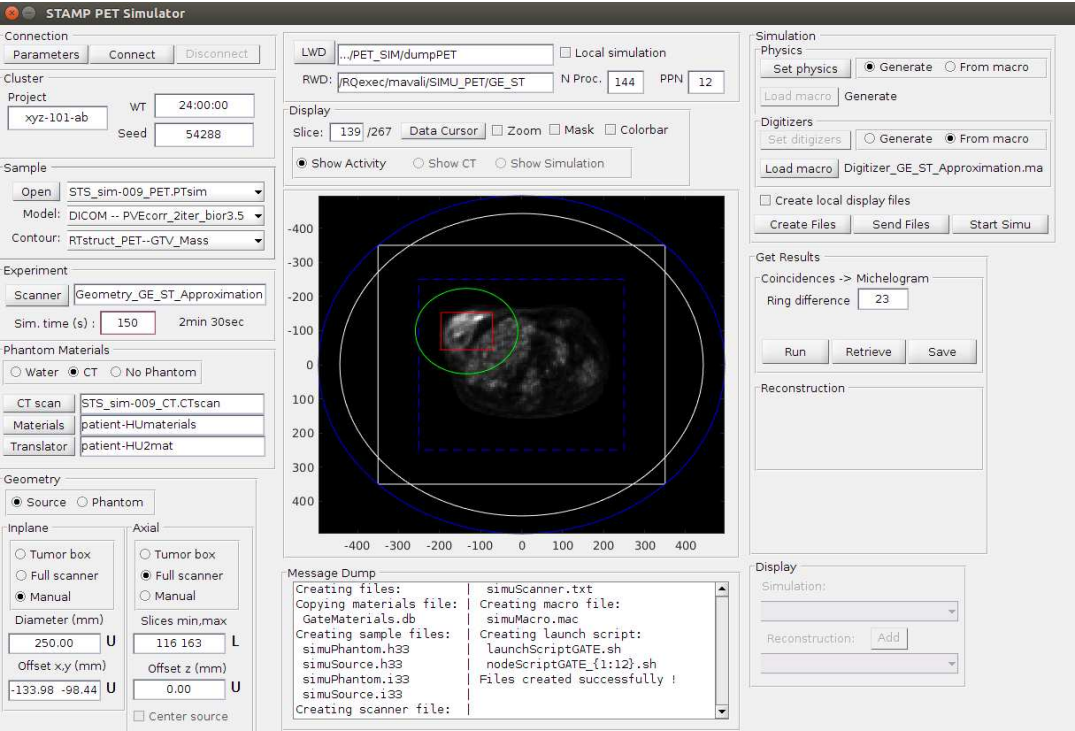 STAMP PET Simulator
Connection
Parameters Connect Disconnect
Cluster
Project
xyz-101-ab
WT 24:00:00
Seed 54288
Sample
Open STS_sim-009_PET.PTsim
Model: DICOM -- PVEcorr_2iter_bior3.5
Contour: RTstruct_PET--GTV_Mass
Experiment
Scanner Geometry_GE_ST_Approximation
Sim. time (s) : 150 2min 30sec
Phantom Materials
Water CT No Phantom
CT scan STS_sim-009_CT.CTscan
Materials patient-HUmaterials
Translator patient-HU2mat
Geometry
Source Phantom
Inplane
Tumor box
Full scanner
Manual
Diameter (mm)
250.00 U
Offset x,y (mm)
-133.98 -98.44 U
Axial
Tumor box
Full scanner
Manual
Slices min,max
116 163 L
Offset z (mm)
0.00 U
Center source
LWD .../PET_SIM/dumpPET Local simulation
RWD: /RQexec/mavali/SIMU_PET/GE_ST N Proc. 144 PPN 12
Display
Slice: 139 /267 Data Cursor Zoom Mask Colorbar
Show Activity Show CT Show Simulation
-400
-300
-200
-100
0
100
200
300
400
-400 -300 -200 -100 0 100 200 300 400
Message Dump
Creating files: | simuScanner.txt
Copying materials file: | Creating macro file:
GateMaterials.db | simuMacro.mac
Creating sample files: | Creating launch script:
simuPhantom.h33 | launchScriptGATE.sh
simuSource.h33 | nodeScriptGATE_{1:12}.sh
simuPhantom.i33 | Files created successfully !
simuSource.i33 |
Creating scanner file: |
Simulation
Physics
Set physics Generate From macro
Load macro Generate
Digitizers
Set ditigizers Generate From macro
Load macro Digitizer_GE_ST_Approximation.ma
Create local display files
Create Files Send Files Start Simu
Get Results
Coincidences -> Michelogram
Ring difference 23
Run Retrieve Save
Reconstruction
Display
Simulation:
Reconstruction: Add